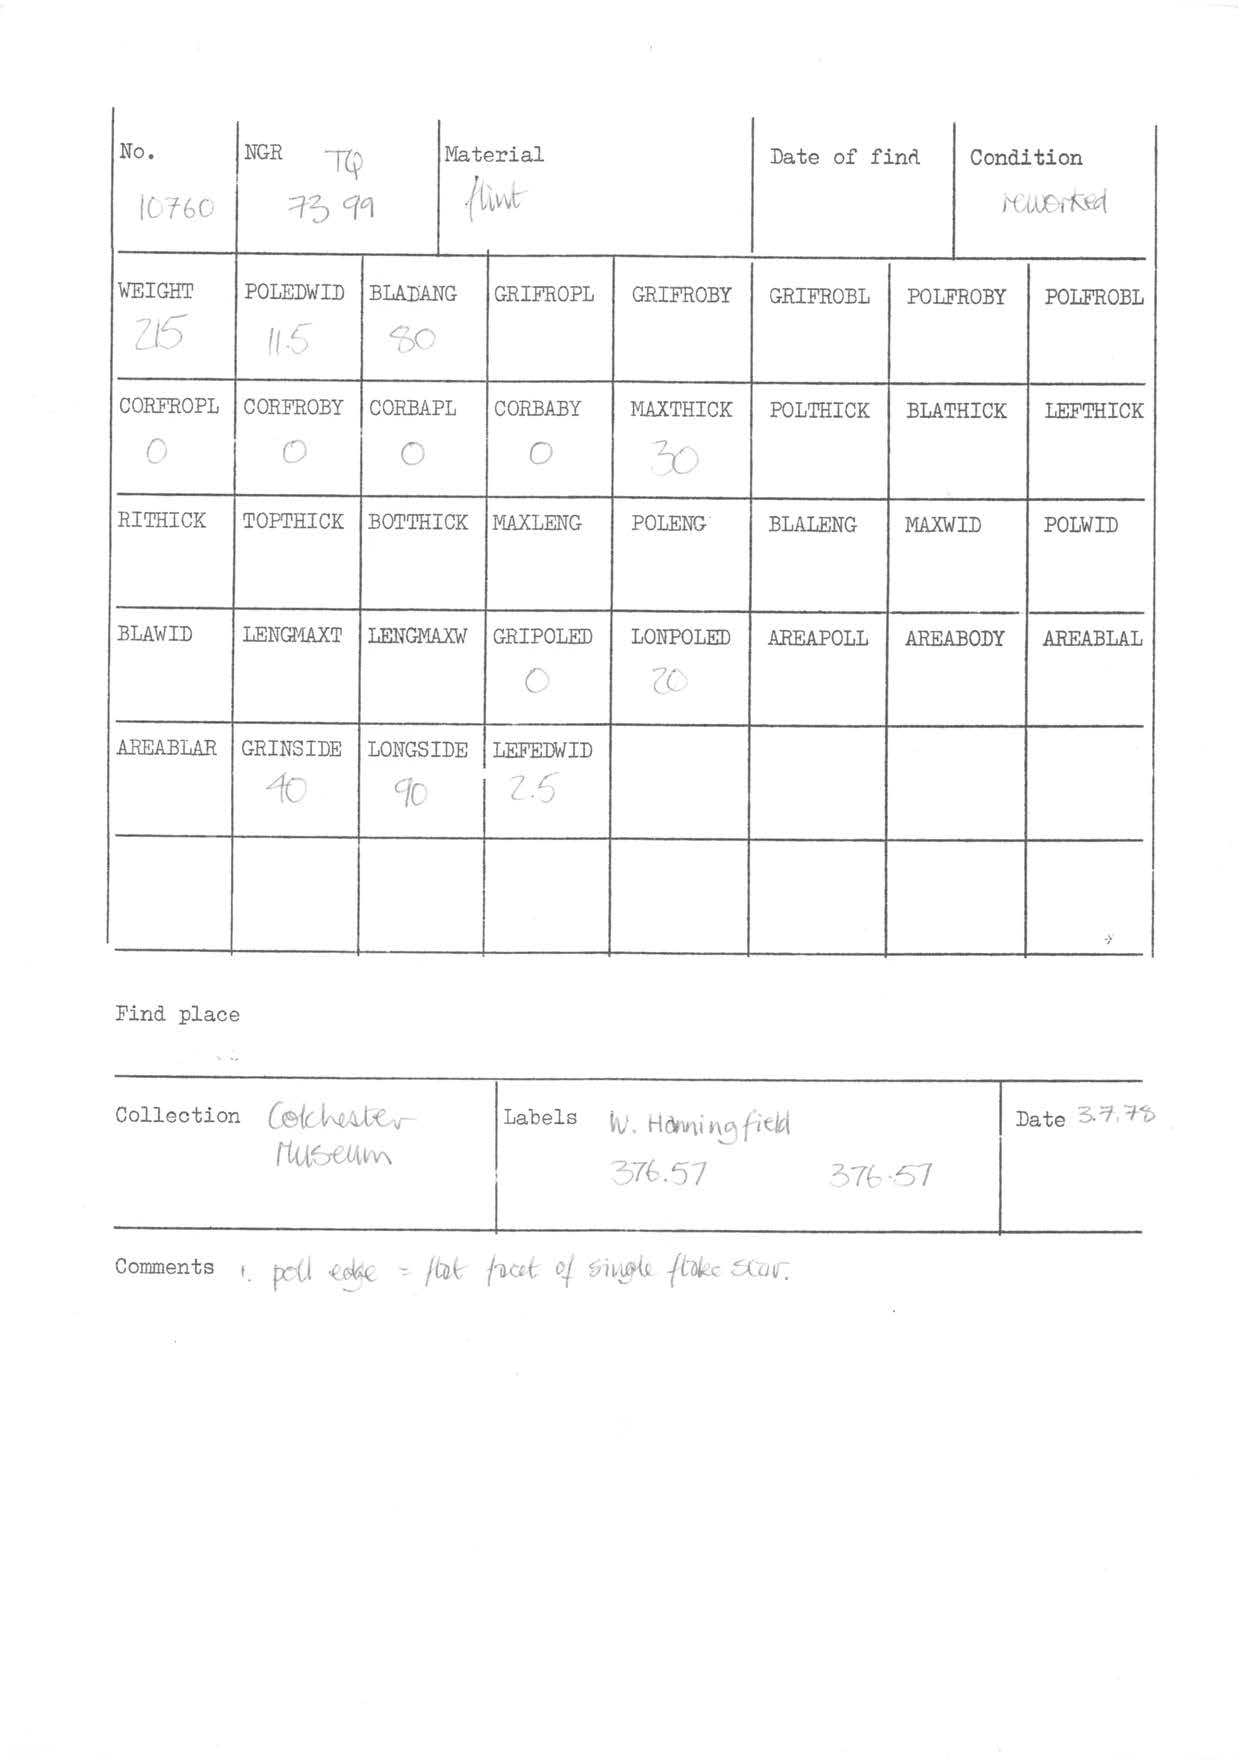 No. NGR TQ Material Date of find Condition
10760 73 99 flint reworked
WEIGHT POLEDWID BLADANG GRIFROPL GRIFROBY GRIFROBL POLFROBY POLFROBL
215 11.5 80
CORFROPL CORFROBY CORBAPL CORBABY MAXTHICK POLTHICK BLATHICK LEFTHICK
0 0 0 0 30
RITHICK TOPTHICK BOTTHICK MAXLENG POLENG BLALENG MAXWID POLWID
BLAWID LENGMAXT LENGMAXW GRIPOLED LONPOLED AREAPOLL AREABODY AREABLAL
0 20
AREABLAR GRINSIDE LONGSIDE LEFEDWID
40 90 2.5
Find place
Collection Colchester Labels W. Hanningfield Date 3.7.78
Museum 376.57 376.57
Comments 1. poll edge = flat facet of single flake scar.